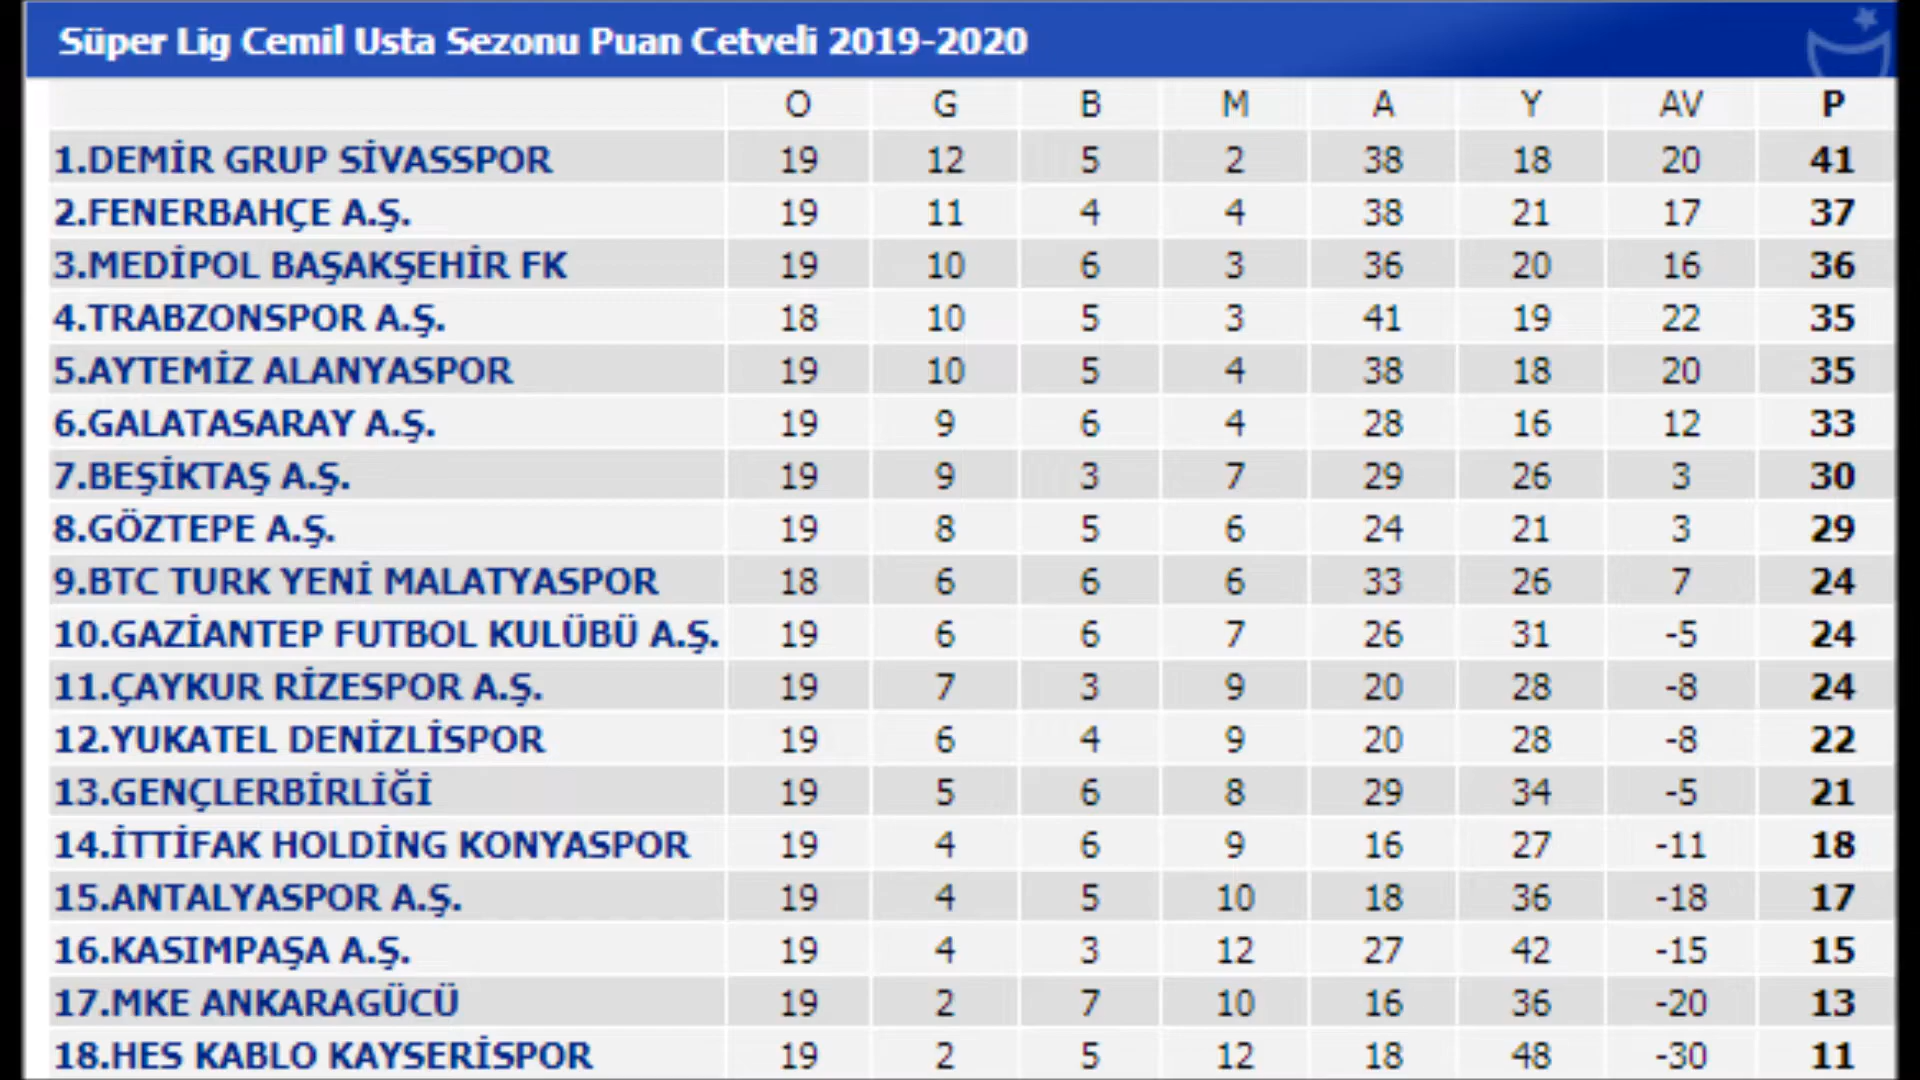 Süper Lig Cemil Usta Sezonu Puan Cetveli 2019-2020
O G B M A Y AV P
1.DEMİR GRUP SİVASSPOR 19 12 5 2 38 18 20 41
2.FENERBAHÇE A.Ş. 19 11 4 4 38 21 17 37
3.MEDİPOL BAŞAKŞEHİR FK 19 10 6 3 36 20 16 36
4.TRABZONSPOR A.Ş. 18 10 5 3 41 19 22 35
5.AYTEMİZ ALANYASPOR 19 10 5 4 38 18 20 35
6.GALATASARAY A.Ş. 19 9 6 4 28 16 12 33
7.BEŞİKTAŞ A.Ş. 19 9 3 7 29 26 3 30
8.GÖZTEPE A.Ş. 19 8 5 6 24 21 3 29
9.BTC TURK YENİ MALATYASPOR 18 6 6 6 33 26 7 24
10.GAZİANTEP FUTBOL KULÜBÜ A.Ş. 19 6 6 7 26 31 -5 24
11.ÇAYKUR RİZESPOR A.Ş. 19 7 3 9 20 28 -8 24
12.YUKATEL DENİZLİSPOR 19 6 4 9 20 28 -8 22
13.GENÇLERBİRLİĞİ 19 5 6 8 29 34 -5 21
14.İTTİFAK HOLDİNG KONYASPOR 19 4 6 9 16 27 -11 18
15.ANTALYASPOR A.Ş. 19 4 5 10 18 36 -18 17
16.KASIMPAŞA A.Ş. 19 4 3 12 27 42 -15 15
17.MKE ANKARAGÜCÜ 19 2 7 10 16 36 -20 13
18.HES KABLO KAYSERİSPOR 19 2 5 12 18 48 -30 11